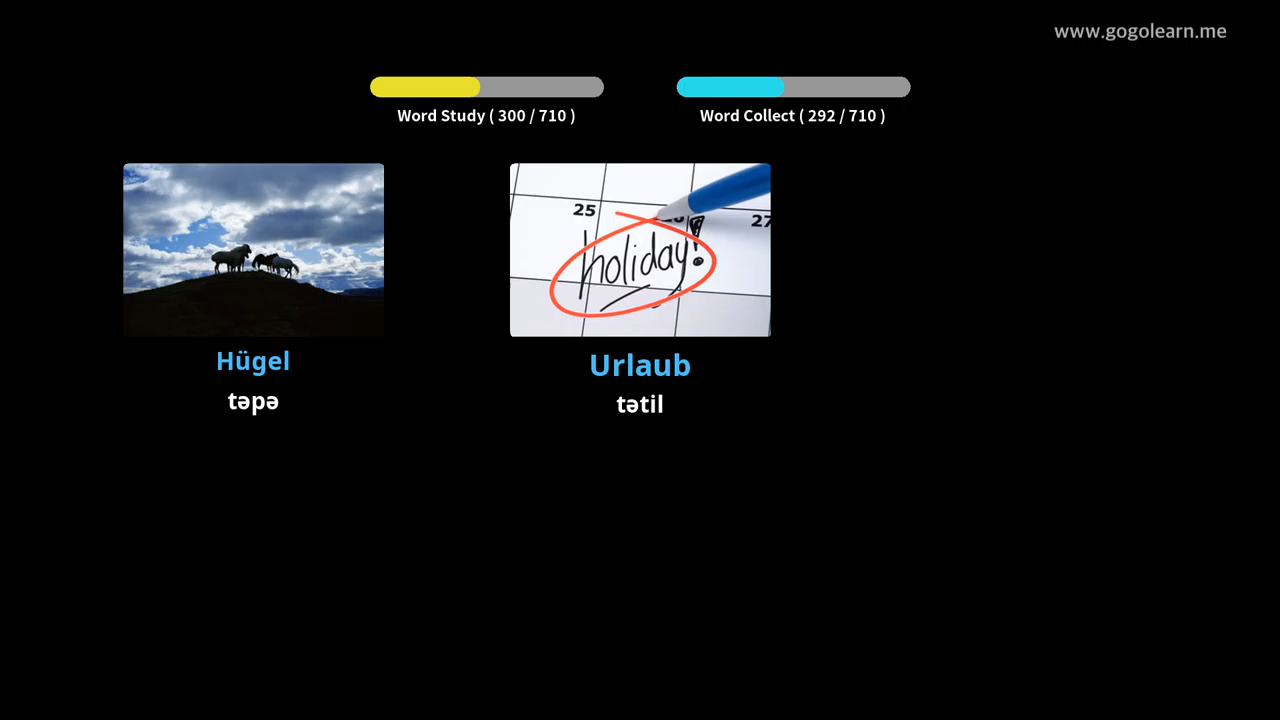 www.gogolearn.me
Word Study ( 300 / 710 )
Word Collect ( 292 / 710 )
25
27
holiday!
Hügel
təpə
Urlaub
tətil